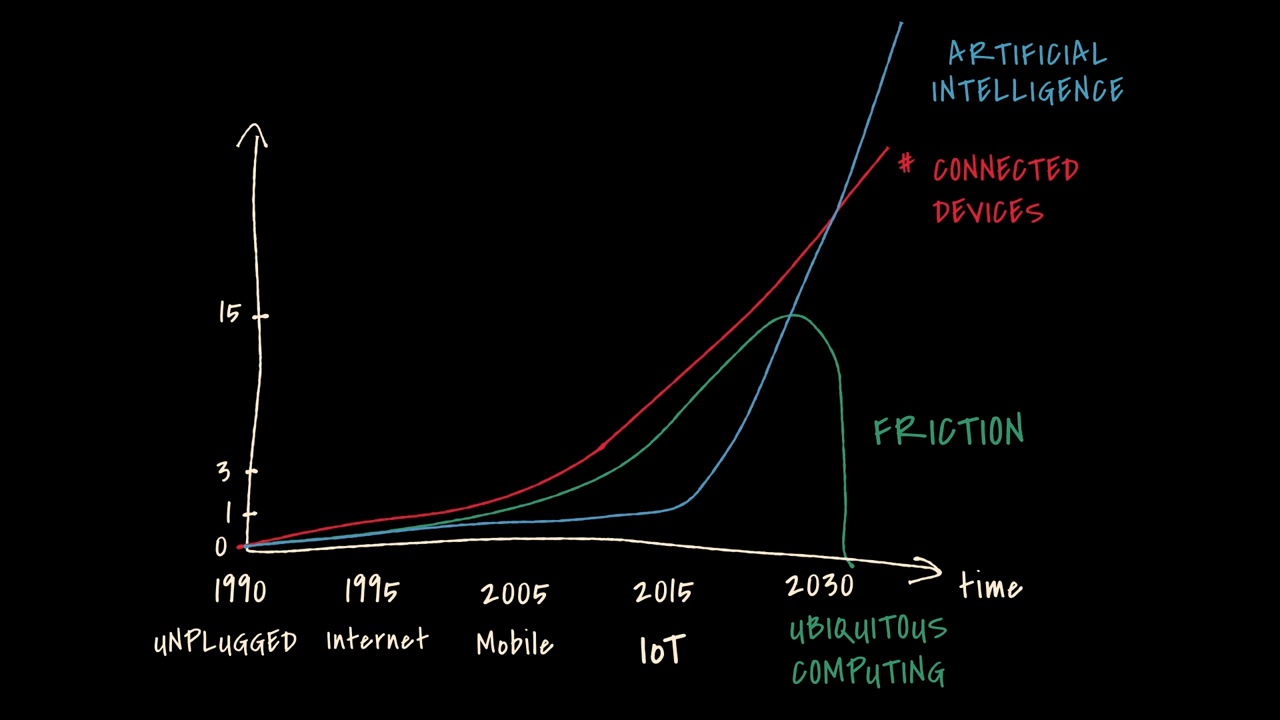 ARTIFICIAL
INTELLIGENCE
# CONNECTED
DEVICES
15
FRICTION
3
1
0
1990
1995
2005
2015
2030
time
UNPLUGGED
Internet
Mobile
IoT
UBIQUITOUS
COMPUTING